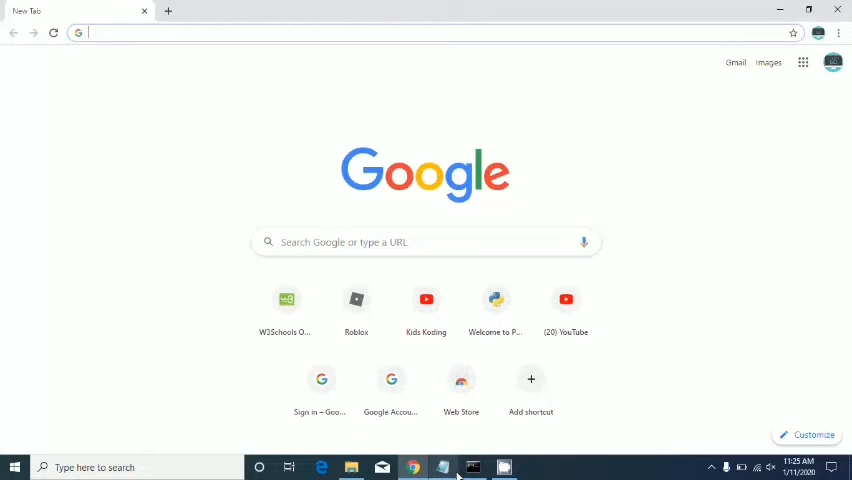 New Tab
Gmail Images
Google
Search Google or type a URL
W3Schools O...
Roblox
Kids Koding
Welcome to P...
(20) YouTube
Sign in – Goo...
Google Accou...
Web Store
Add shortcut
Customize
Type here to search
11:25 AM
1/11/2020